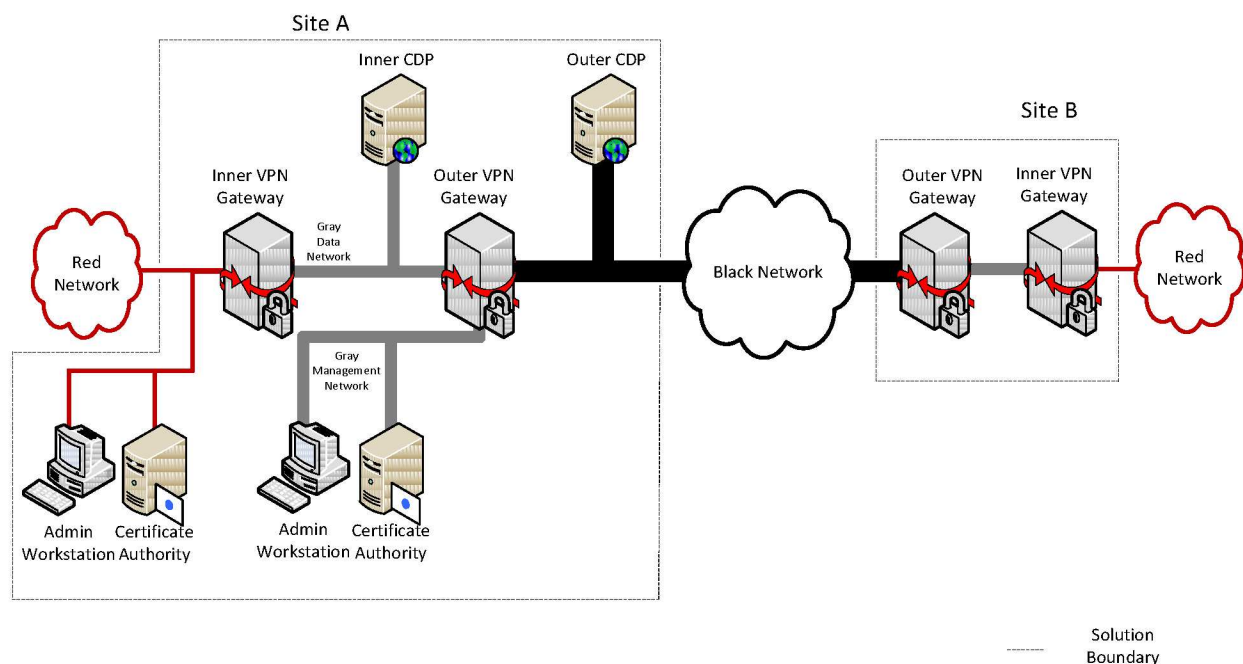 Site A
Inner CDP
Outer CDP
Site B
Inner VPN
Gateway
Outer VPN
Gateway
Outer VPN
Gateway
Inner VPN
Gateway
Gray
Data
Network
Red
Network
Black Network
Red
Network
Gray
Management
Network
Admin
Workstation
Certificate
Authority
Admin
Workstation
Certificate
Authority
Solution
Boundary